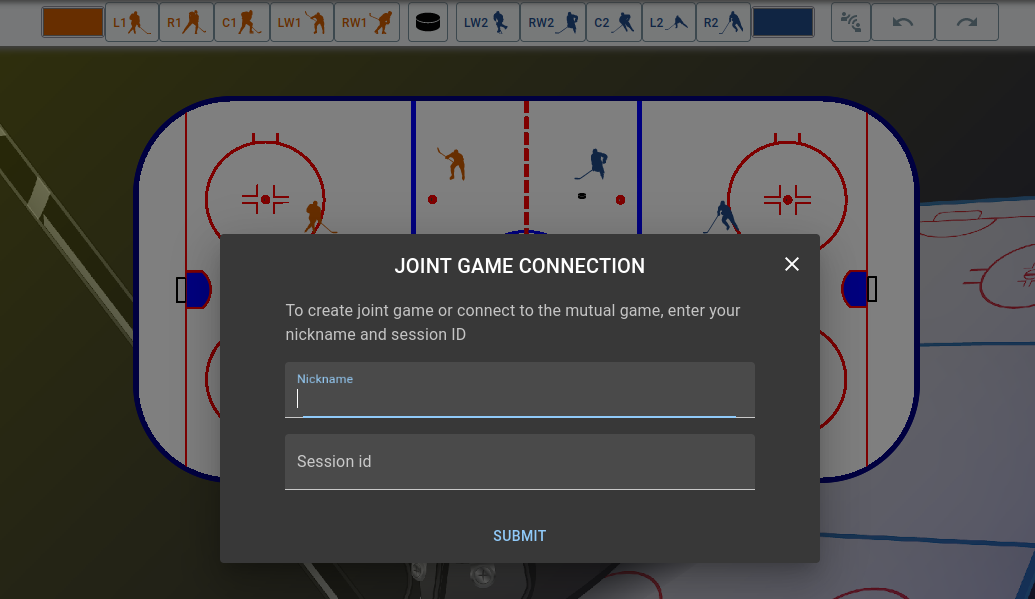 L1 R1 C1 LW1 RW1 LW2 RW2 C2 L2 R2
JOINT GAME CONNECTION
To create joint game or connect to the mutual game, enter your
nickname and session ID
Nickname
Session id
SUBMIT